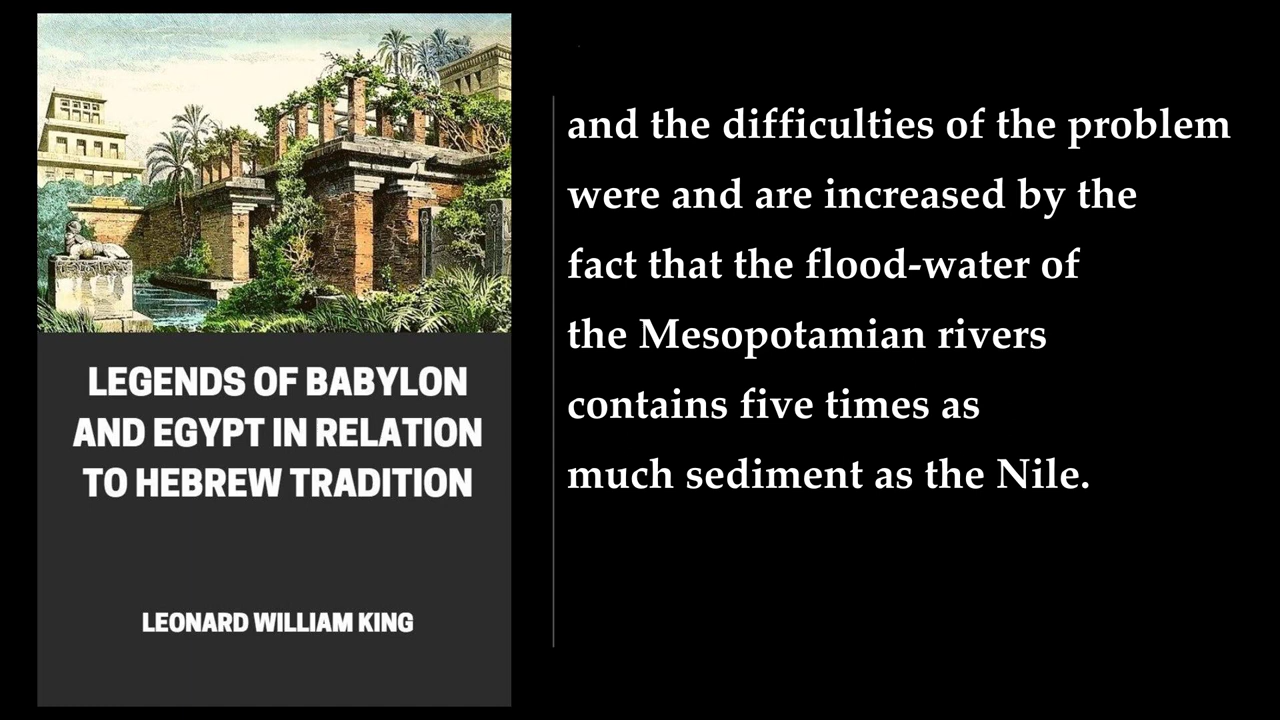 LEGENDS OF BABYLON
AND EGYPT IN RELATION
TO HEBREW TRADITION
LEONARD WILLIAM KING
and the difficulties of the problem
were and are increased by the
fact that the flood-water of
the Mesopotamian rivers
contains five times as
much sediment as the Nile.